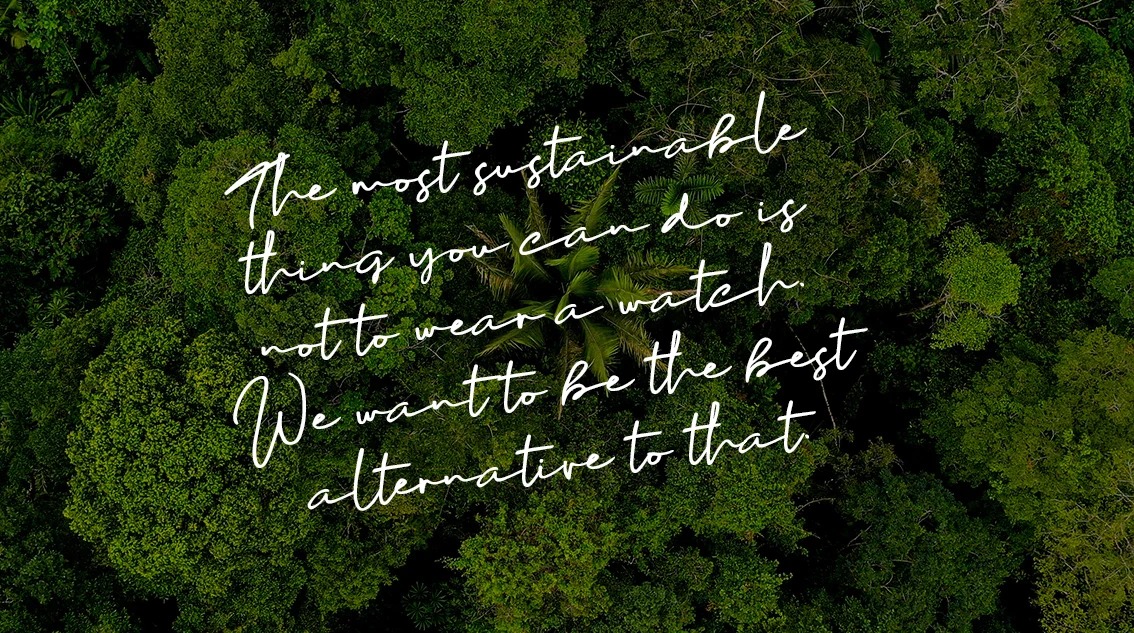 The most sustainable
thing you can do is
not to wear a watch.
We want to be the best
alternative to that.